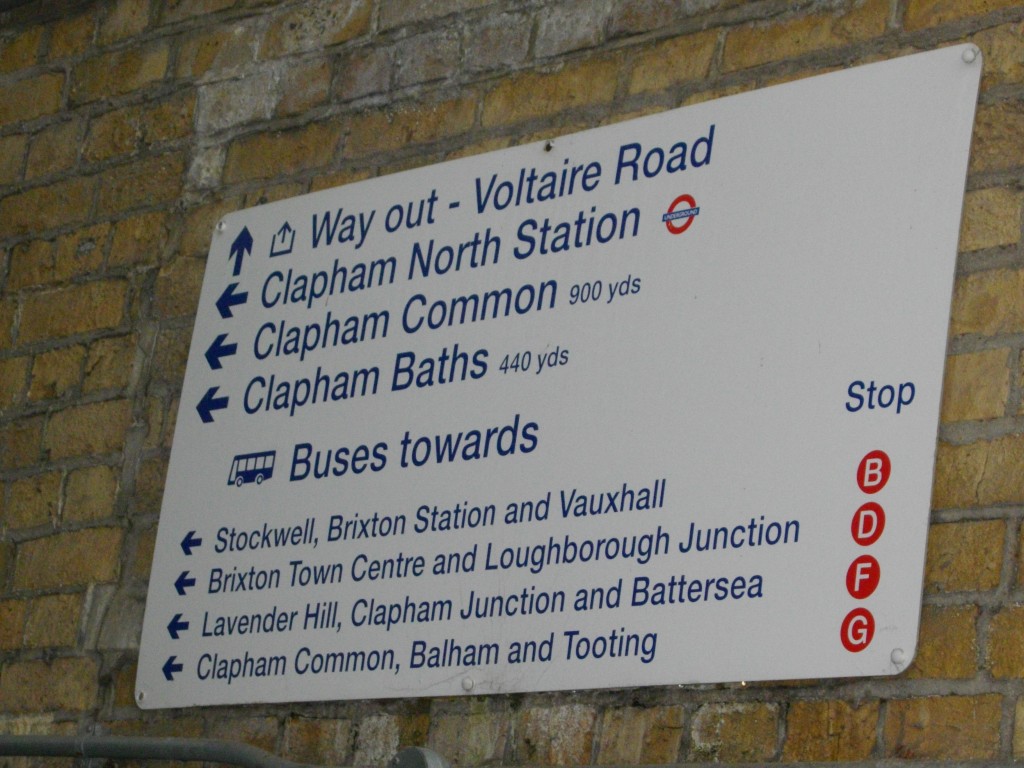 Way out - Voltaire Road
Clapham North Station UNDERGROUND
Clapham Common 900 yds
Clapham Baths 440 yds
Stop
Buses towards
Stockwell, Brixton Station and Vauxhall B
Brixton Town Centre and Loughborough Junction D
Lavender Hill, Clapham Junction and Battersea F
Clapham Common, Balham and Tooting G